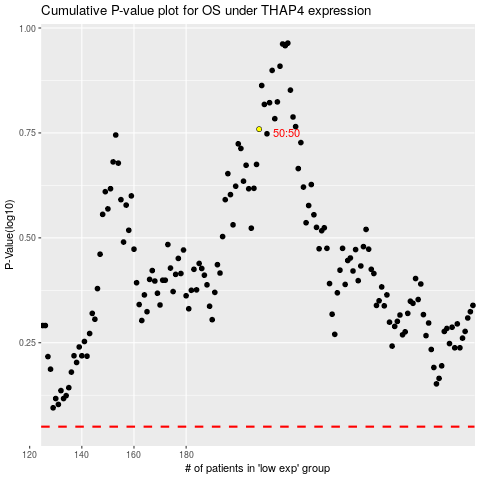 Cumulative P-value plot for OS under THAP4 expression
P-Value(log10)
1.00
0.75
0.50
0.25
50:50
120 140 160 180
# of patients in 'low exp' group